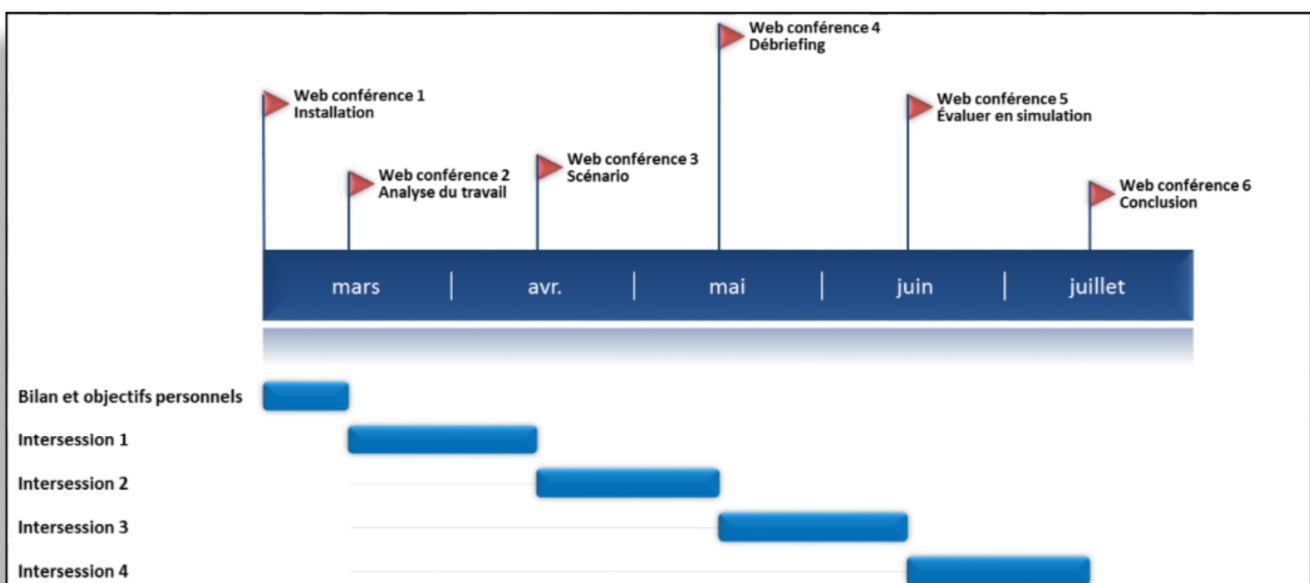 Web conférence 4
Débriefing
Web conférence 1
Installation
Web conférence 5
Évaluer en simulation
Web conférence 3
Scénario
Web conférence 2
Analyse du travail
Web conférence 6
Conclusion
mars
avr.
mai
juin
juillet
Bilan et objectifs personnels
Intersession 1
Intersession 2
Intersession 3
Intersession 4